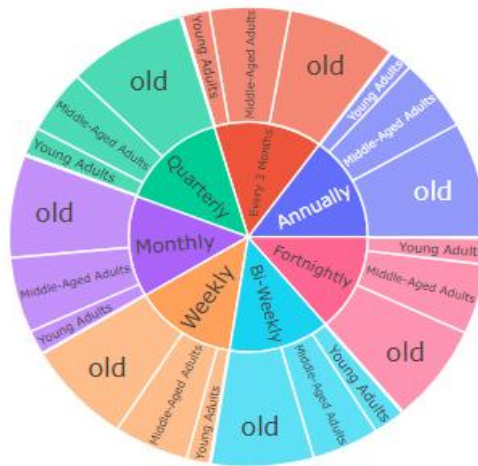 Young Adults
Middle-Aged Adults
old
Every 3 Months
Young Adults
Middle-Aged Adults
old
Annually
Young Adults
Middle-Aged Adults
old
Fortnightly
Young Adults
Middle-Aged Adults
old
Bi-Weekly
Young Adults
Middle-Aged Adults
old
Weekly
Young Adults
Middle-Aged Adults
old
Monthly
Young Adults
Middle-Aged Adults
old
Quarterly